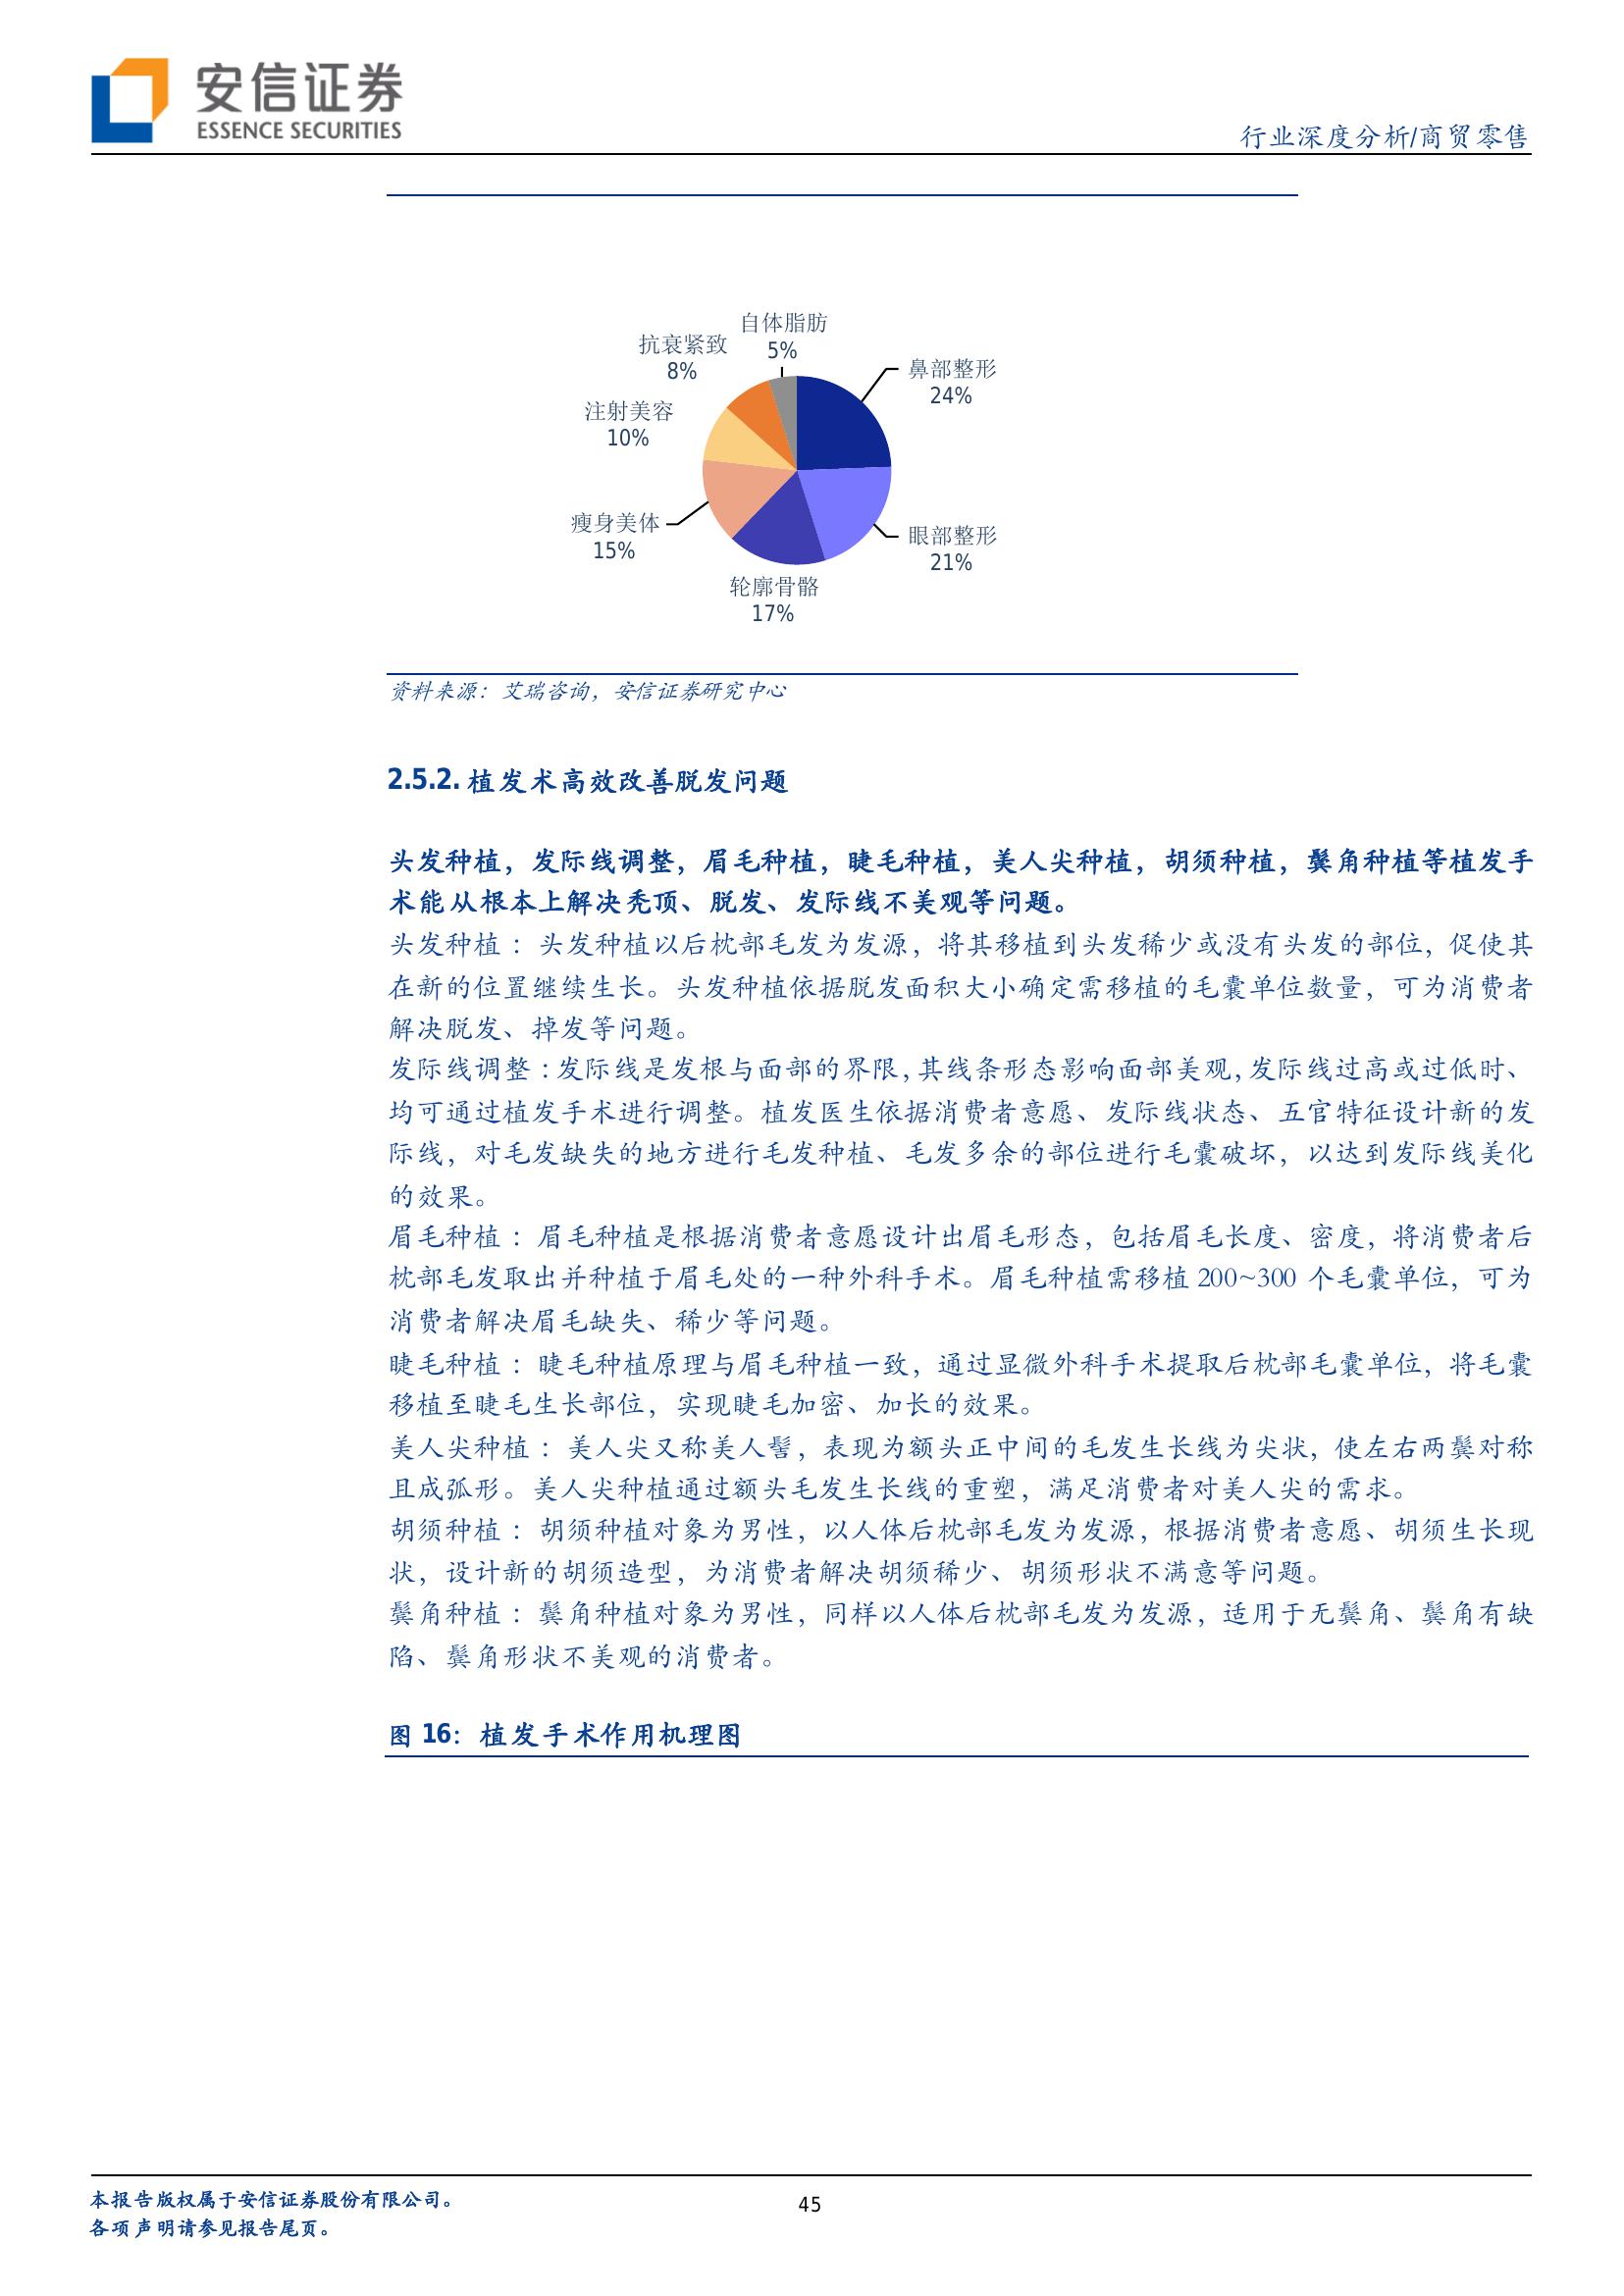 安信证券
ESSENCE SECURITIES
行业深度分析/商贸零售
自体脂肪
5%
抗衰紧致
8%
鼻部整形
24%
注射美容
10%
瘦身美体
15%
眼部整形
21%
轮廓骨骼
17%
资料来源：艾瑞咨询，安信证券研究中心
2.5.2. 植发术高效改善脱发问题
头发种植，发际线调整，眉毛种植，睫毛种植，美人尖种植，胡须种植，鬓角种植等植发手
术能从根本上解决秃顶、脱发、发际线不美观等问题。
头发种植：头发种植以后枕部毛发为发源，将其移植到头发稀少或没有头发的部位，促使其
在新的位置继续生长。头发种植依据脱发面积大小确定需移植的毛囊单位数量，可为消费者
解决脱发、掉发等问题。
发际线调整：发际线是发根与面部的界限，其线条形态影响面部美观，发际线过高或过低时、
均可通过植发手术进行调整。植发医生依据消费者意愿、发际线状态、五官特征设计新的发
际线，对毛发缺失的地方进行毛发种植、毛发多余的部位进行毛囊破坏，以达到发际线美化
的效果。
眉毛种植：眉毛种植是根据消费者意愿设计出眉毛形态，包括眉毛长度、密度，将消费者后
枕部毛发取出并种植于眉毛处的一种外科手术。眉毛种植需移植 200~300 个毛囊单位，可为
消费者解决眉毛缺失、稀少等问题。
睫毛种植：睫毛种植原理与眉毛种植一致，通过显微外科手术提取后枕部毛囊单位，将毛囊
移植至睫毛生长部位，实现睫毛加密、加长的效果。
美人尖种植：美人尖又称美人髻，表现为额头正中间的毛发生长线为尖状，使左右两鬓对称
且成弧形。美人尖种植通过额头毛发生长线的重塑，满足消费者对美人尖的需求。
胡须种植：胡须种植对象为男性，以人体后枕部毛发为发源，根据消费者意愿、胡须生长现
状，设计新的胡须造型，为消费者解决胡须稀少、胡须形状不满意等问题。
鬓角种植：鬓角种植对象为男性，同样以人体后枕部毛发为发源，适用于无鬓角、鬓角有缺
陷、鬓角形状不美观的消费者。
图 16：植发手术作用机理图
本报告版权属于安信证券股份有限公司。
各项声明请参见报告尾页。
45